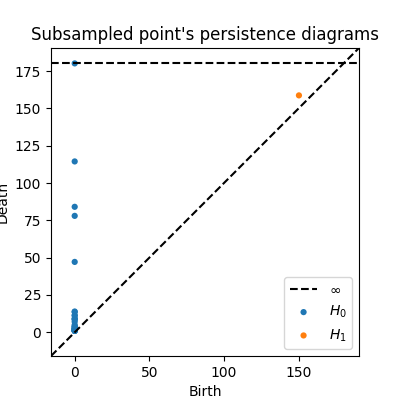 Subsampled point's persistence diagrams
175
150
125
100
75
50
25
0
Death
0 50 100 150
Birth
∞
H₀
H₁